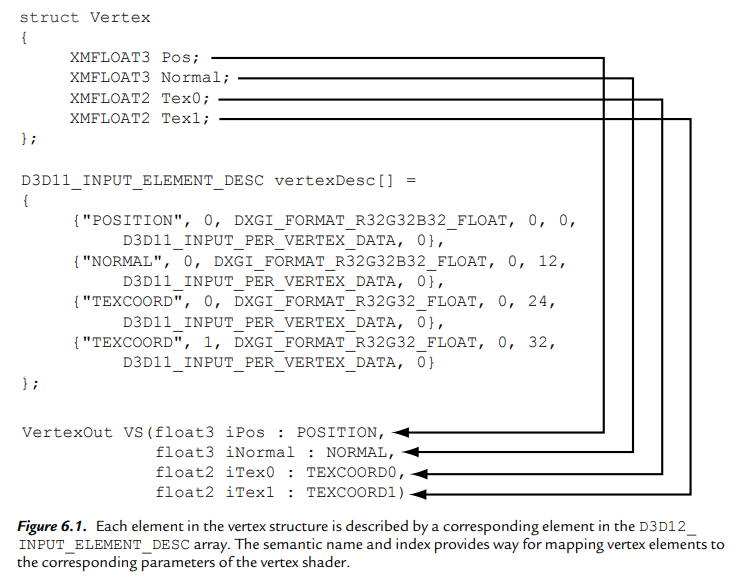 struct Vertex
{
XMFLOAT3 Pos;
XMFLOAT3 Normal;
XMFLOAT2 Tex0;
XMFLOAT2 Tex1;
};
D3D11_INPUT_ELEMENT_DESC vertexDesc[] =
{
{"POSITION", 0, DXGI_FORMAT_R32G32B32_FLOAT, 0, 0,
D3D11_INPUT_PER_VERTEX_DATA, 0},
{"NORMAL", 0, DXGI_FORMAT_R32G32B32_FLOAT, 0, 12,
D3D11_INPUT_PER_VERTEX_DATA, 0},
{"TEXCOORD", 0, DXGI_FORMAT_R32G32_FLOAT, 0, 24,
D3D11_INPUT_PER_VERTEX_DATA, 0},
{"TEXCOORD", 1, DXGI_FORMAT_R32G32_FLOAT, 0, 32,
D3D11_INPUT_PER_VERTEX_DATA, 0}
};
VertexOut VS(float3 iPos : POSITION,
float3 iNormal : NORMAL,
float2 iTex0 : TEXCOORD0,
float2 iTex1 : TEXCOORD1)
Figure 6.1. Each element in the vertex structure is described by a corresponding element in the D3D12_
INPUT_ELEMENT_DESC array. The semantic name and index provides way for mapping vertex elements to
the corresponding parameters of the vertex shader.